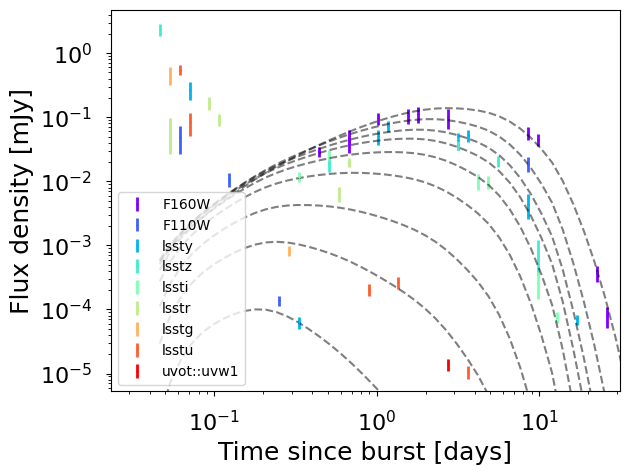 Flux density [mJy]
10⁰
10⁻¹
10⁻²
10⁻³
10⁻⁴
10⁻⁵
F160W
F110W
lssty
lsstz
lssti
lsstr
lsstg
lsstu
uvot::uvw1
10⁻¹
10⁰
10¹
Time since burst [days]